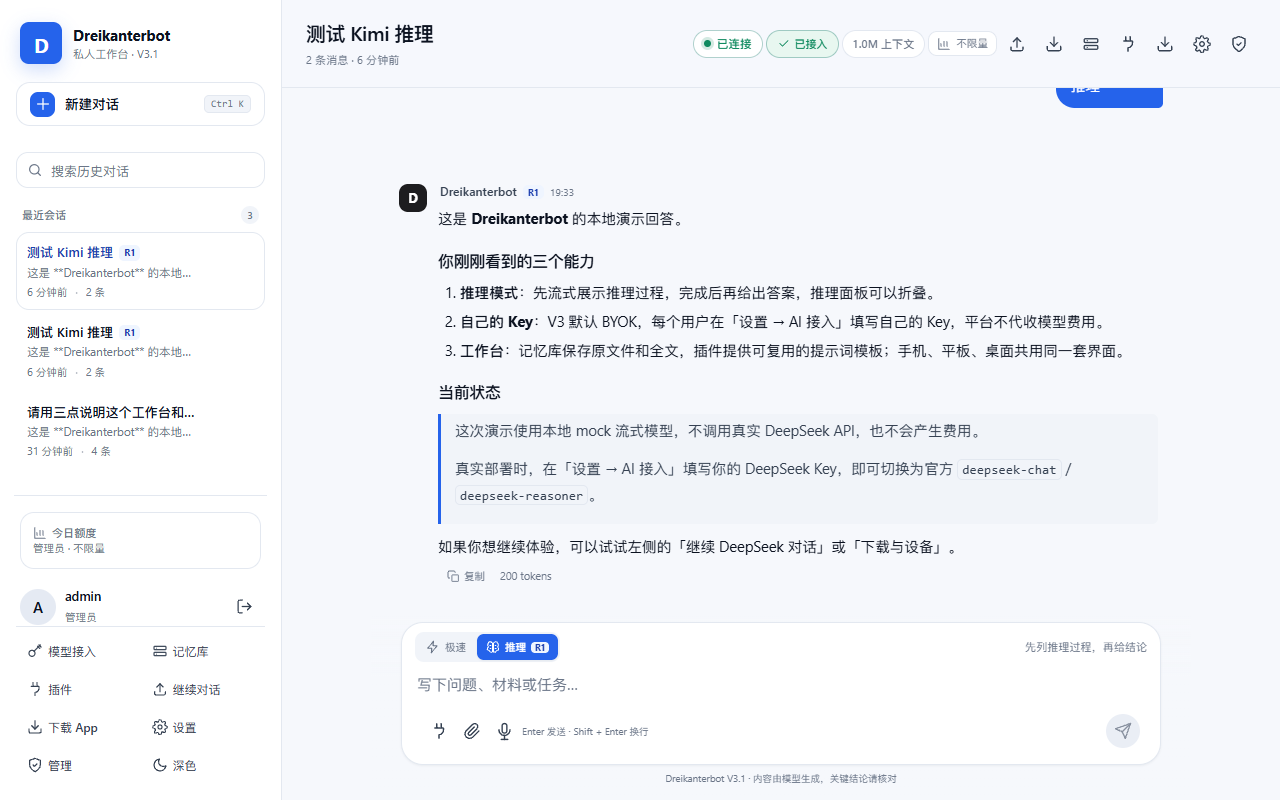 D
Dreikanterbot
私人工作台 · V3.1
新建对话
Ctrl K
搜索历史对话
最近会话
3
测试 Kimi 推理 R1
这是 **Dreikanterbot** 的本地...
6 分钟前 · 2 条
测试 Kimi 推理 R1
这是 **Dreikanterbot** 的本地...
6 分钟前 · 2 条
请用三点说明这个工作台和...
这是 **Dreikanterbot** 的本地...
31 分钟前 · 4 条
今日额度
管理员 · 不限量
A
admin
管理员
模型接入
记忆库
插件
继续对话
下载 App
设置
管理
深色
测试 Kimi 推理
2 条消息 · 6 分钟前
已连接
已接入
1.0M 上下文
不限量
推理
D
Dreikanterbot R1 19:33
这是 Dreikanterbot 的本地演示回答。
你刚刚看到的三个能力
1. 推理模式：先流式展示推理过程，完成后再给出答案，推理面板可以折叠。
2. 自己的 Key：V3 默认 BYOK，每个用户在「设置 → AI 接入」填写自己的 Key，平台不代收模型费用。
3. 工作台：记忆库保存原文件和全文，插件提供可复用的提示词模板；手机、平板、桌面共用同一套界面。
当前状态
这次演示使用本地 mock 流式模型，不调用真实 DeepSeek API，也不会产生费用。
真实部署时，在「设置 → AI 接入」填写你的 DeepSeek Key，即可切换为官方 deepseek-chat /
deepseek-reasoner 。
如果你想继续体验，可以试试左侧的「继续 DeepSeek 对话」或「下载与设备」。
复制
200 tokens
极速
推理 R1
先列推理过程，再给结论
写下问题、材料或任务...
Enter 发送 · Shift + Enter 换行
Dreikanterbot V3.1 · 内容由模型生成，关键结论请核对